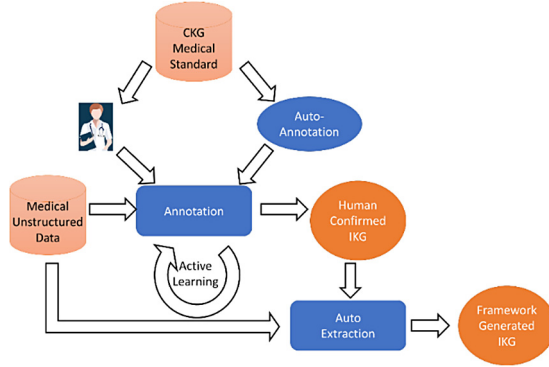 CKG
Medical
Standard
Auto-
Annotation
Medical
Unstructured
Data
Annotation
Human
Confirmed
IKG
Active
Learning
Auto
Extraction
Framework
Generated
IKG